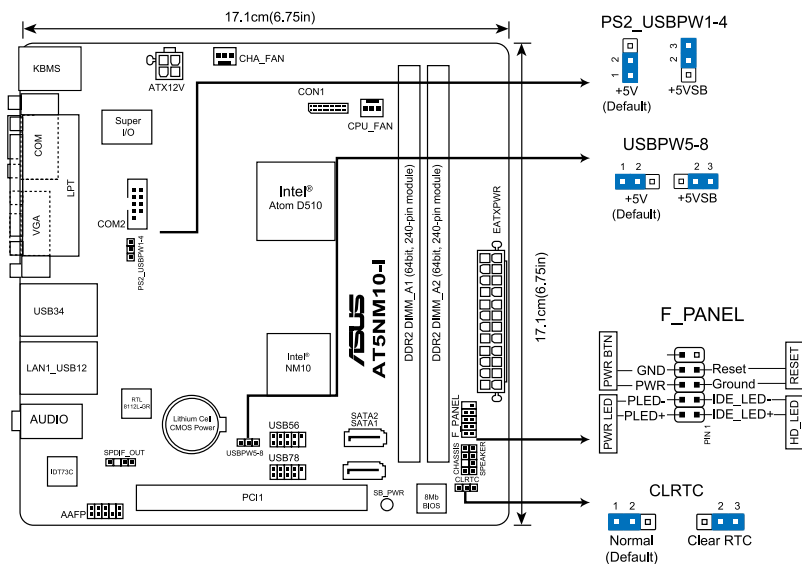 17.1cm(6.75in)
KBMS
ATX12V
CHA_FAN
CON1
CPU_FAN
Super
I/O
COM
LPT
VGA
COM2
PS2_USBPW1-4
Intel®
Atom D510
DDR2 DIMM_A1 (64bit, 240-pin module)
DDR2 DIMM_A2 (64bit, 240-pin module)
EATXPWR
17.1cm(6.75in)
ASUS
AT5NM10-I
USB34
LAN1_USB12
AUDIO
Intel®
NM10
RTL
8112L-GR
Lithium Cell
CMOS Power
USBPW5-8
USB56
USB78
SATA2
SATA1
F_PANEL
CHASSIS
SPEAKER
CLRTC
SPDIF_OUT
IDT73C
AAFP
PCI1
SB_PWR
8Mb
BIOS
PS2_USBPW1-4
1 2
2 3
+5V
(Default)
+5VSB
USBPW5-8
1 2
2 3
+5V
(Default)
+5VSB
F_PANEL
PWR BTN
GND
PWR
Reset
Ground
RESET
PWR LED
PLED-
PLED+
IDE_LED-
IDE_LED+
HD_LED
PIN 1
CLRTC
1 2
2 3
Normal
(Default)
Clear RTC